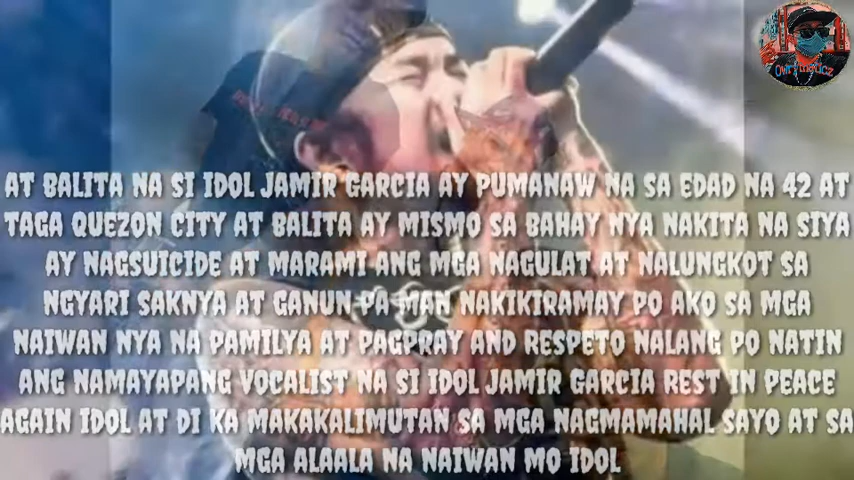 AT BALITA NA SI IDOL JAMIR GARCIA AY PUMANAW NA SA EDAD NA 42 AT
TAGA QUEZON CITY AT BALITA AY MISMO SA BAHAY NYA NAKITA NA SIYA
AY NAGSUICIDE AT MARAMI ANG MGA NAGULAT AT NALUNGKOT SA
NGYARI SAKNYA AT GANUN PA MAN NAKIKIRAMAY PO AKO SA MGA
NAIWAN NYA NA PAMILYA AT PAGPRAY AND RESPETO NALANG PO NATIN
ANG NAMAYAPANG VOCALIST NA SI IDOL JAMIR GARCIA REST IN PEACE
AGAIN IDOL AT DI KA MAKAKALIMUTAN SA MGA NAGMAMAHAL SAYO AT SA
MGA ALAALA NA NAIWAN MO IDOL